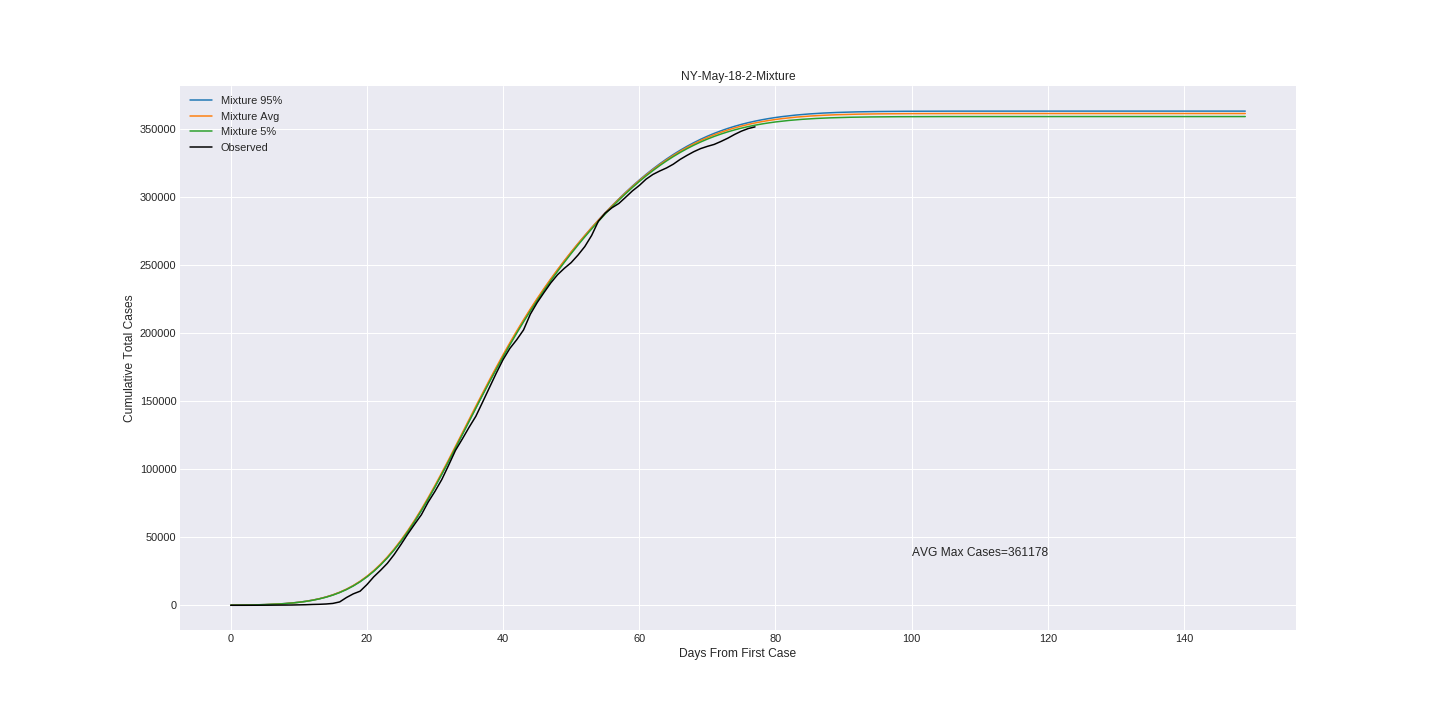 NY-May-18-2-Mixture
Mixture 95%
Mixture Avg
Mixture 5%
Observed
350000
300000
250000
200000
150000
100000
50000
0
Cumulative Total Cases
AVG Max Cases=361178
0 20 40 60 80 100 120 140
Days From First Case